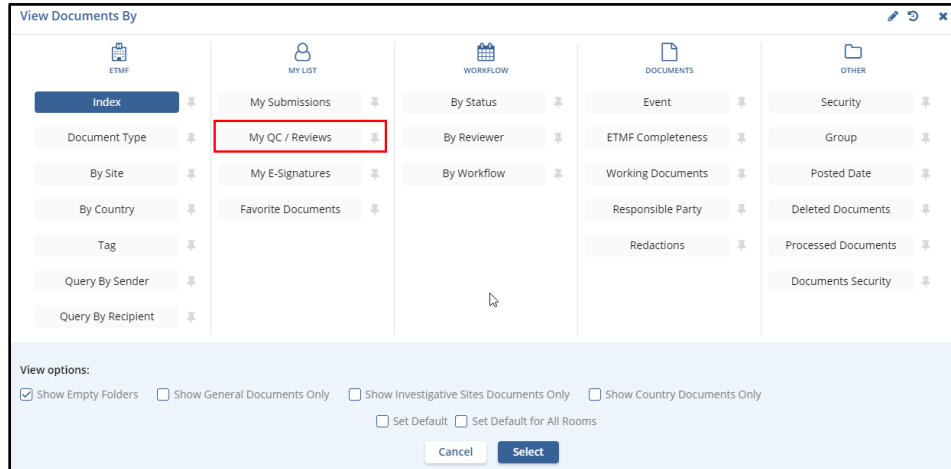 View Documents By
ETMF
MY LIST
WORKFLOW
DOCUMENTS
OTHER
Index
My Submissions
By Status
Event
Security
Document Type
My QC / Reviews
By Reviewer
ETMF Completeness
Group
By Site
My E-Signatures
By Workflow
Working Documents
Posted Date
By Country
Favorite Documents
Responsible Party
Deleted Documents
Tag
Redactions
Processed Documents
Query By Sender
Documents Security
Query By Recipient
View options:
Show Empty Folders
Show General Documents Only
Show Investigative Sites Documents Only
Show Country Documents Only
Set Default
Set Default for All Rooms
Cancel
Select